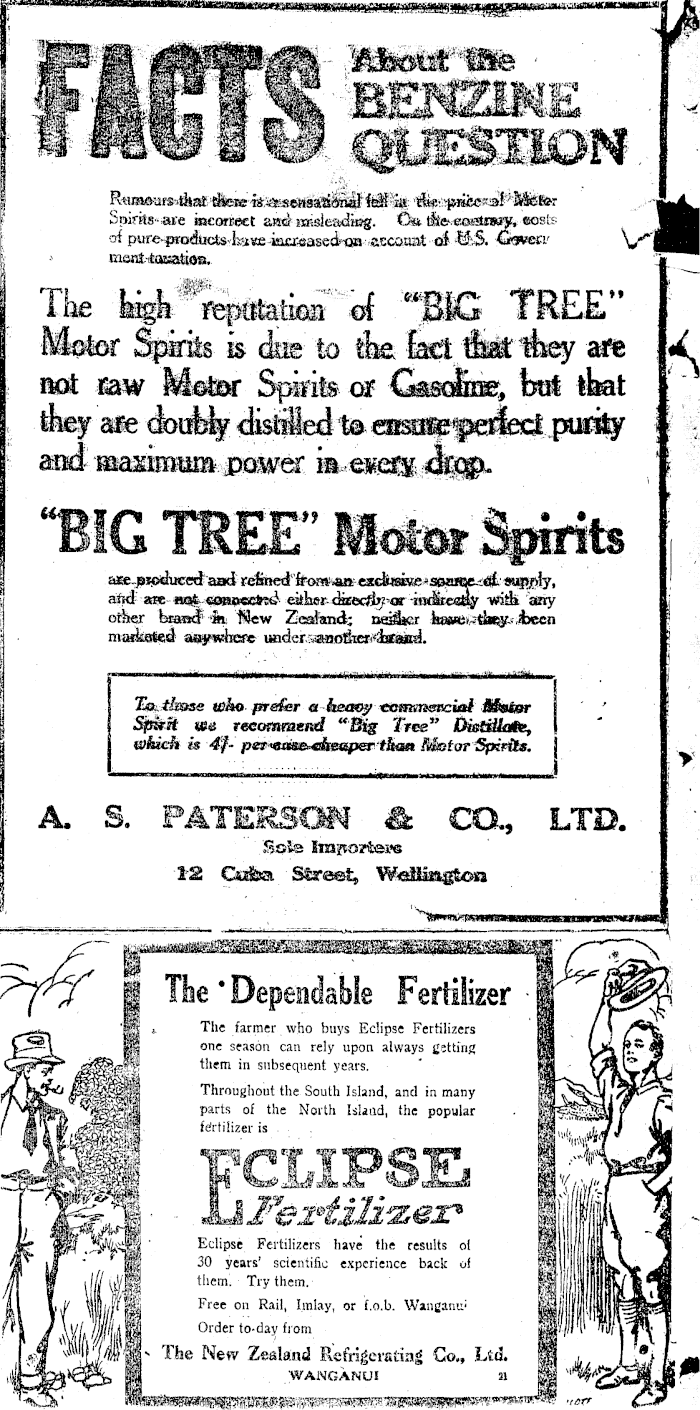 FACTS
About the
BENZINE
QUESTION
Rumours that there is a sensational fall in the price of Motor
Spirits are incorrect and misleading. On the contrary, costs
of pure products have increased on account of U.S. Govern
ment taxation.
The high reputation of "BIG TREE"
Motor Spirits is due to the fact that they are
not raw Motor Spirits or Gasoline, but that
they are doubly distilled to ensure perfect purity
and maximum power in every drop.
"BIG TREE" Motor Spirits
are produced and refined from an exclusive source of supply,
and are not connected either directly or indirectly with any
other brand in New Zealand; neither have they been
marketed anywhere under another brand.
To those who prefer a heavy commercial Motor
Spirit we recommend "Big Tree" Distillate,
which is 4/- per case cheaper than Motor Spirits.
A. S. PATERSON & CO., LTD.
Sole Importers
12 Cuba Street, Wellington
The Dependable Fertilizer
The farmer who buys Eclipse Fertilizers
one season can rely upon always getting
them in subsequent years.
Throughout the South Island, and in many
parts of the North Island, the popular
fertilizer is
ECLIPSE
Fertilizer
Eclipse Fertilizers have the results of
30 years' scientific experience back of
them. Try them.
Free on Rail, Imlay, or f.o.b. Wanganui
Order to-day from
The New Zealand Refrigerating Co., Ltd.
WANGANUI 21